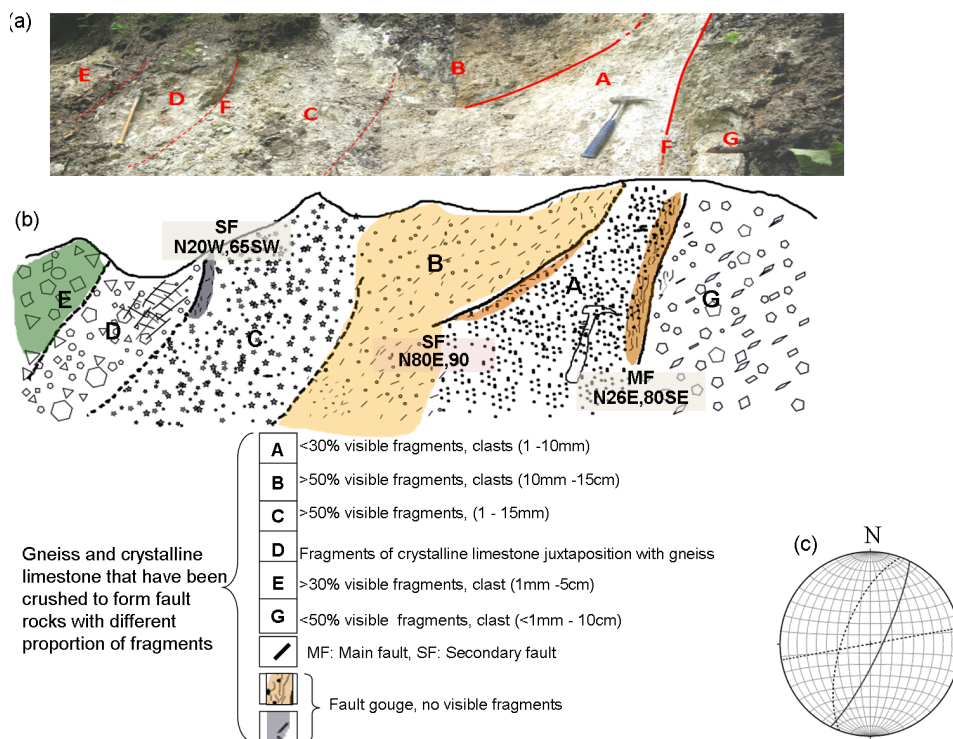 (a)
E
D
F
C
B
A
F
G
(b)
SF
N20W,65SW
E
D
C
B
A
G
SF
N80E,90
MF
N26E,80SE
Gneiss and crystalline
limestone that have been
crushed to form fault
rocks with different
proportion of fragments
A <30% visible fragments, clasts (1 -10mm)
B >50% visible fragments, clasts (10mm -15cm)
C >50% visible fragments, (1 - 15mm)
D Fragments of crystalline limestone juxtaposition with gneiss
E >30% visible fragments, clast (1mm -5cm)
G <50% visible fragments, clast (<1mm - 10cm)
MF: Main fault, SF: Secondary fault
Fault gouge, no visible fragments
(c)
N